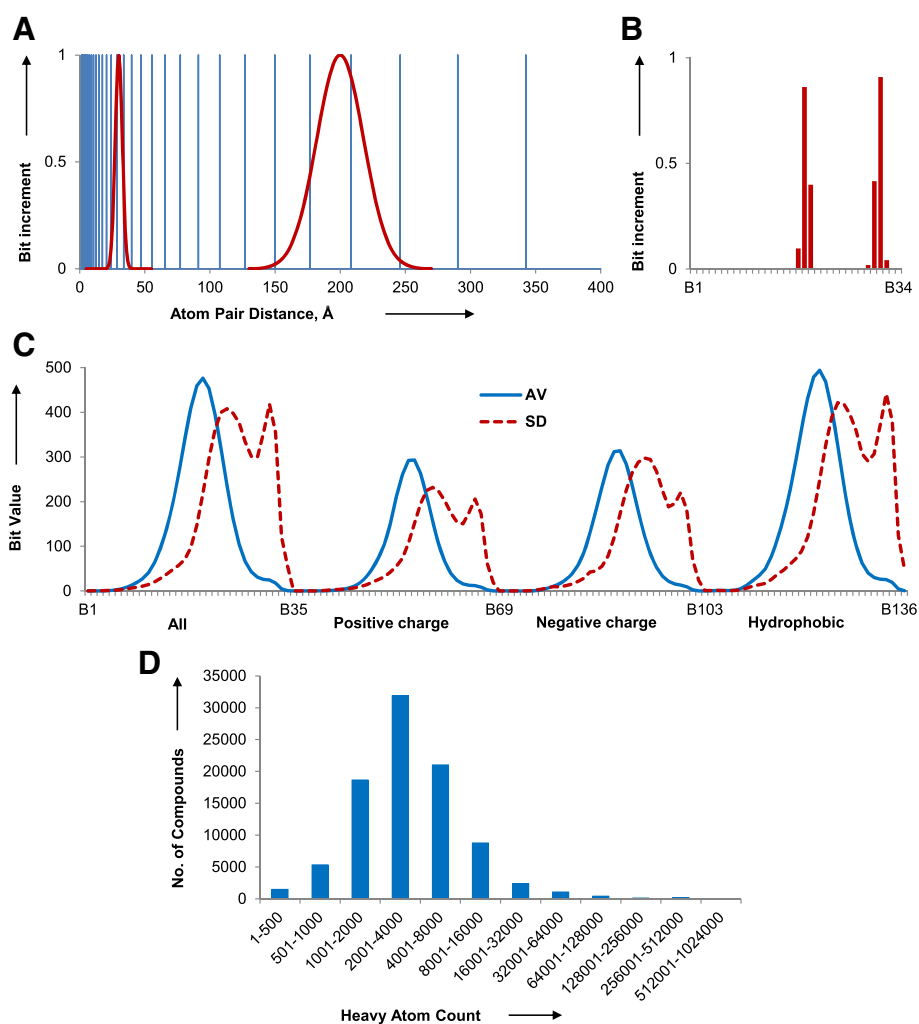 A
1
0.5
0
Bit increment
0 50 100 150 200 250 300 350 400
Atom Pair Distance, Å
B
1
0.5
0
Bit increment
B1 B34
C
500
400
300
200
100
0
Bit Value
AV
SD
B1 B35 B69 B103 B136
All Positive charge Negative charge Hydrophobic
D
35000
30000
25000
20000
15000
10000
5000
0
No. of Compounds
1-500
501-1000
1001-2000
2001-4000
4001-8000
8001-16000
16001-32000
32001-64000
64001-128000
128001-256000
256001-512000
512001-1024000
Heavy Atom Count